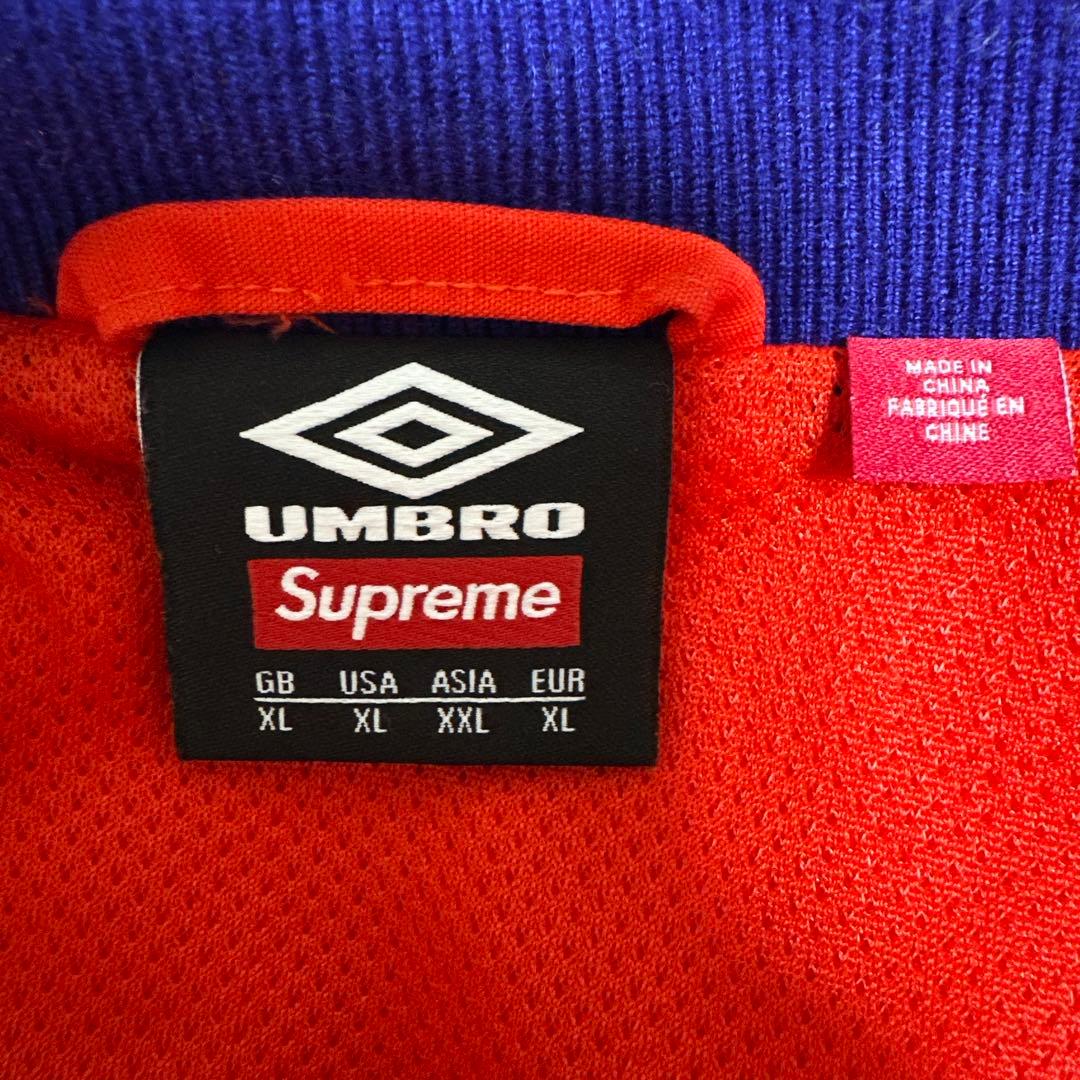 UMBRO
Supreme
GB USA ASIA EUR
XL XL XXL XL
MADE IN
CHINA
FABRIQUÉ EN
CHINE